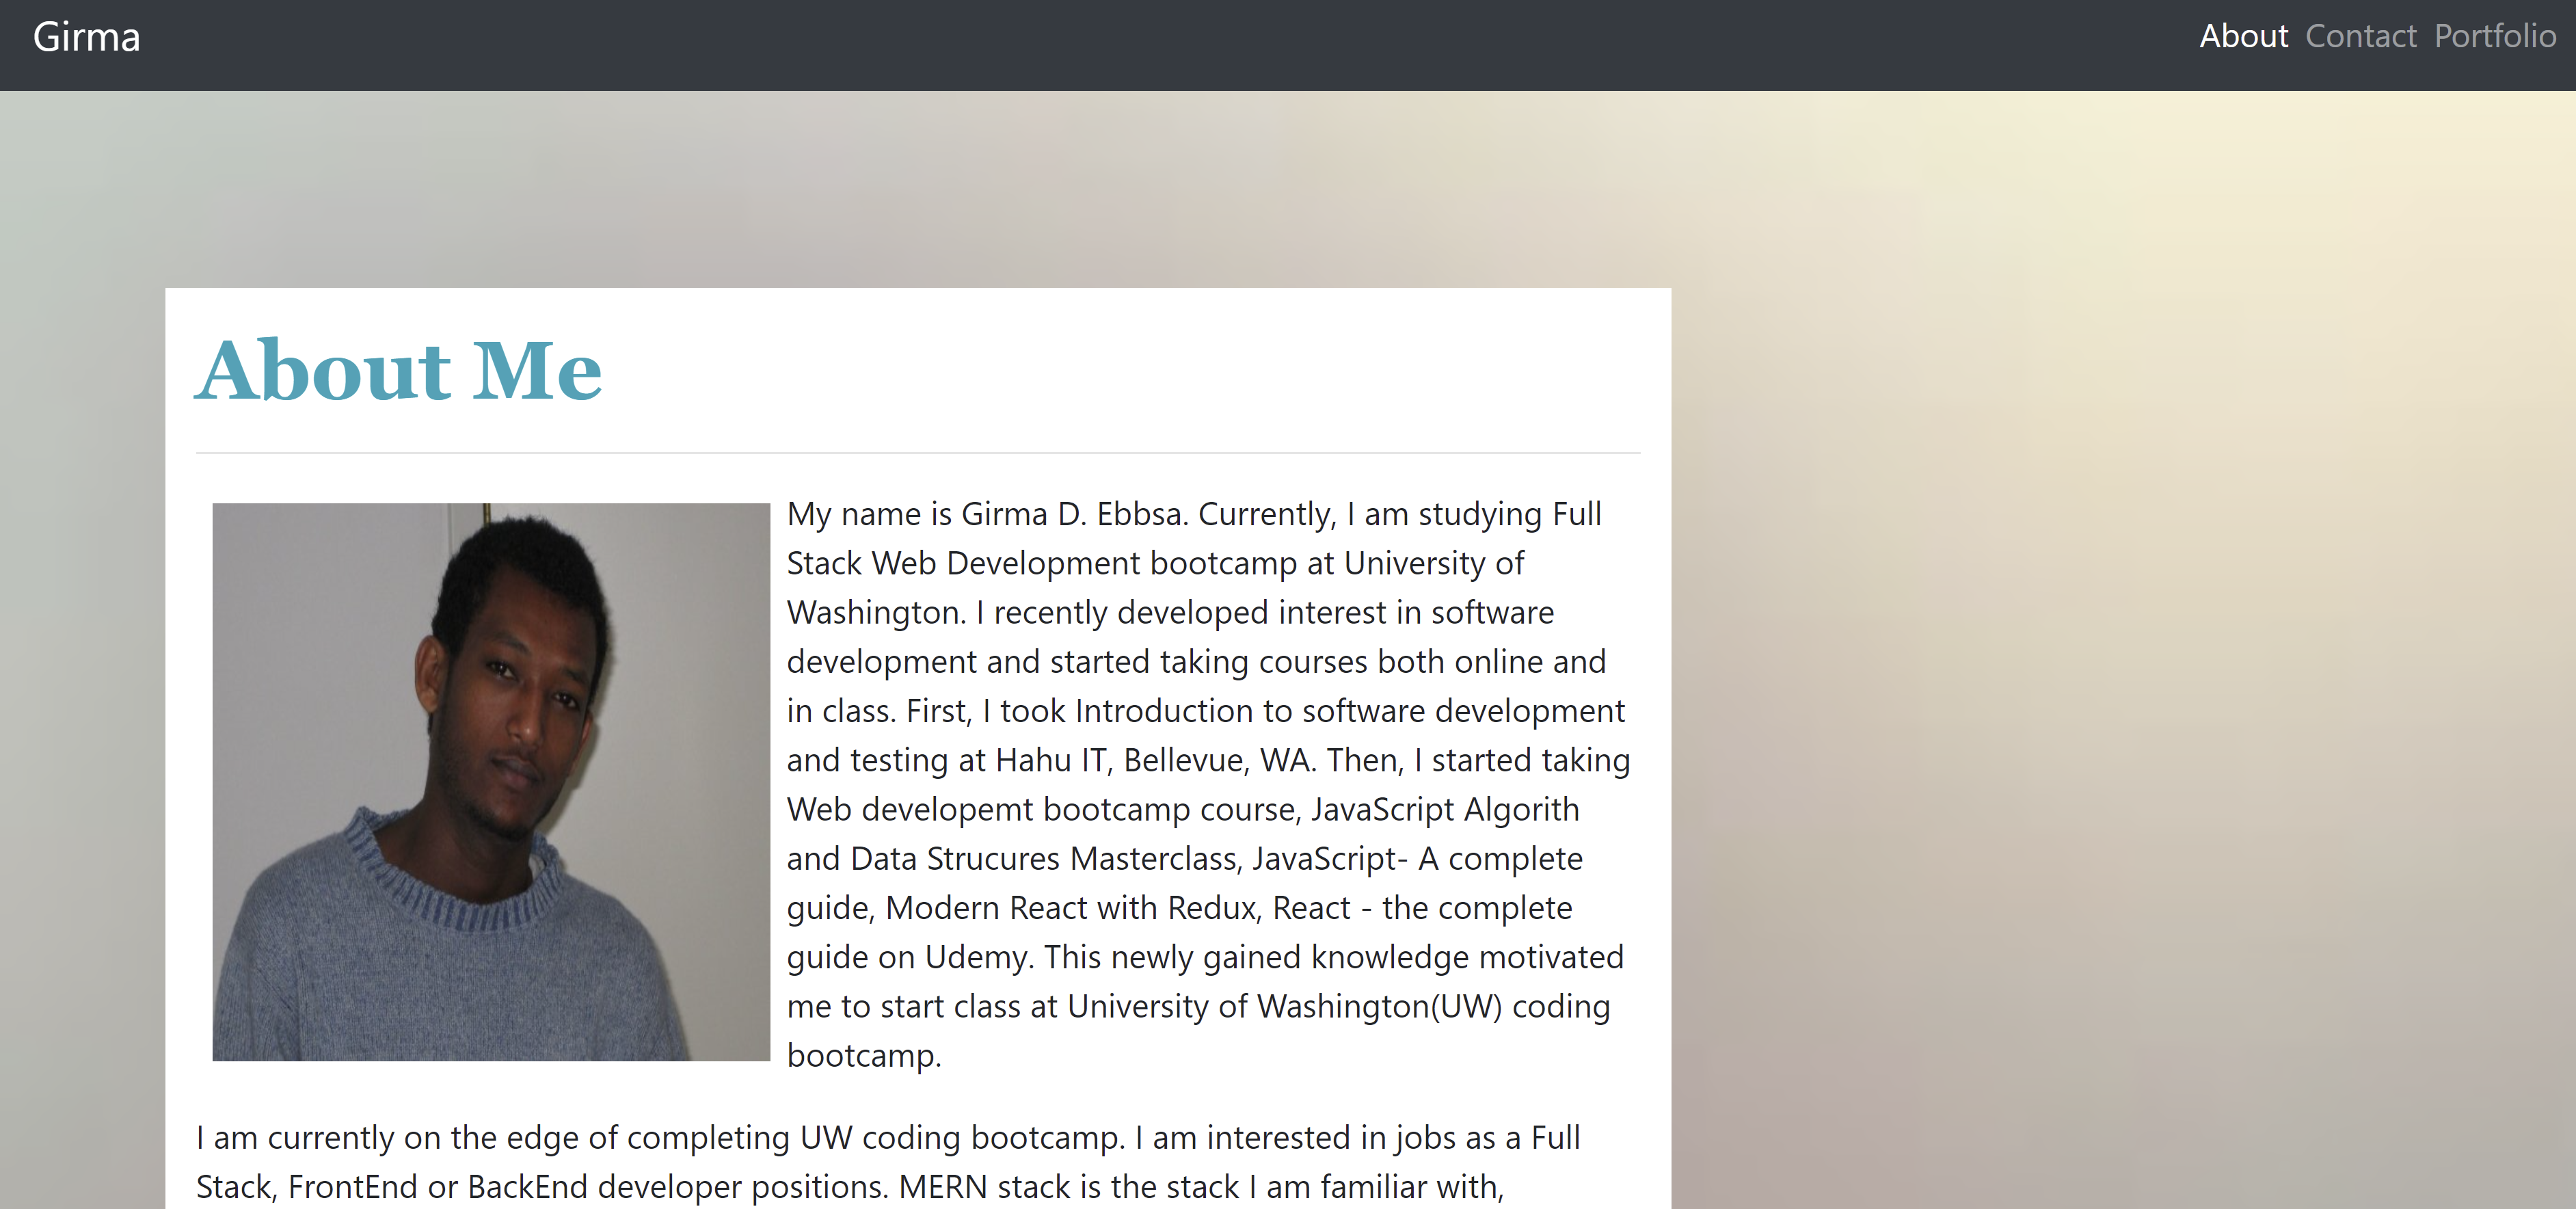 Girma
About Contact Portfolio
About Me
My name is Girma D. Ebbsa. Currently, I am studying Full
Stack Web Development bootcamp at University of
Washington. I recently developed interest in software
development and started taking courses both online and
in class. First, I took Introduction to software development
and testing at Hahu IT, Bellevue, WA. Then, I started taking
Web developemt bootcamp course, JavaScript Algorith
and Data Strucures Masterclass, JavaScript- A complete
guide, Modern React with Redux, React - the complete
guide on Udemy. This newly gained knowledge motivated
me to start class at University of Washington(UW) coding
bootcamp.
I am currently on the edge of completing UW coding bootcamp. I am interested in jobs as a Full
Stack, FrontEnd or BackEnd developer positions. MERN stack is the stack I am familiar with,